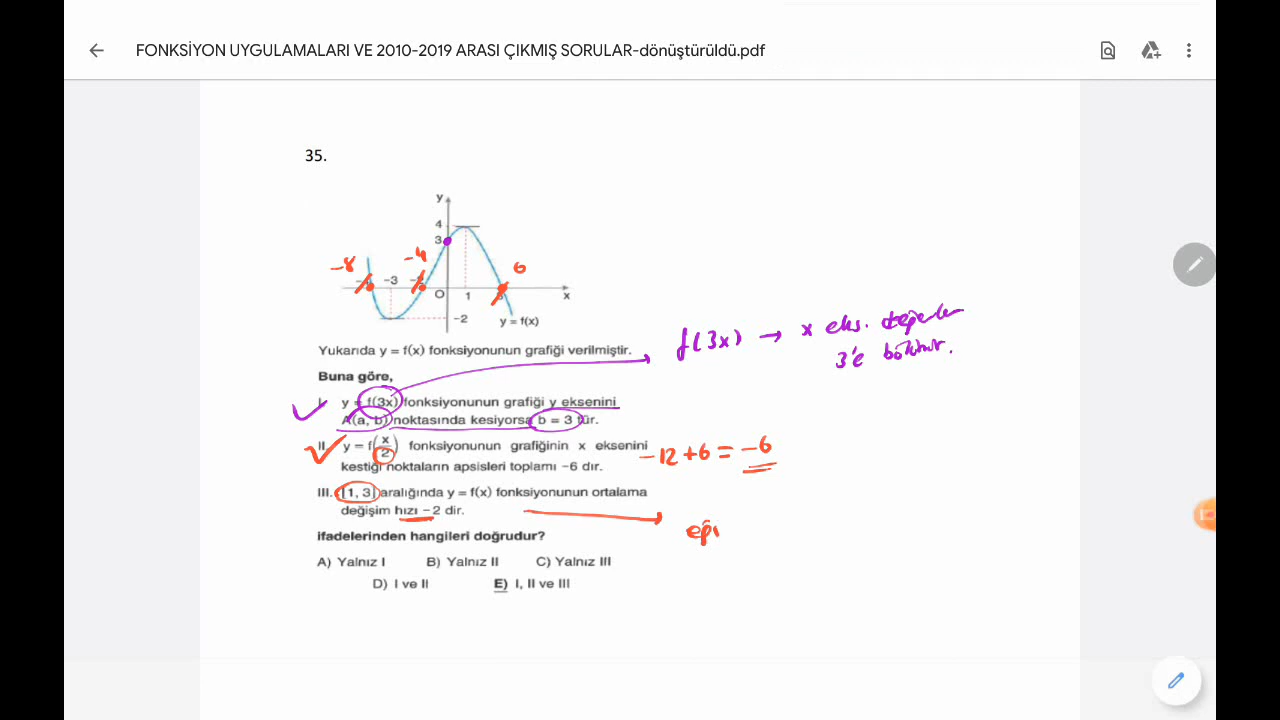 FONKSİYON UYGULAMALARI VE 2010-2019 ARASI ÇIKMIŞ SORULAR-dönüştürüldü.pdf
35.
y
4
3
-8
-4
6
-3
O
1
x
-2
y = f(x)
Yukarıda y = f(x) fonksiyonunun grafiği verilmiştir.
f(3x) → x eks. değerler
3'e bölünür.
Buna göre,
I. y = f(3x) fonksiyonunun grafiği y eksenini
A(a, b) noktasında kesiyorsa b = 3 tür.
II. y = f(x/2) fonksiyonunun grafiğinin x eksenini
kestiği noktaların apsisleri toplamı -6 dır.
-12 + 6 = -6
III. [1, 3] aralığında y = f(x) fonksiyonunun ortalama
değişim hızı -2 dir.
eği
ifadelerinden hangileri doğrudur?
A) Yalnız I B) Yalnız II C) Yalnız III
D) I ve II E) I, II ve III